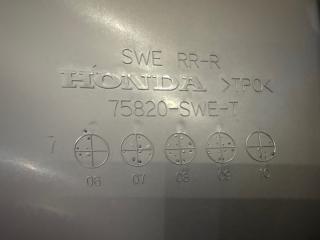 SWE RR-R
HONDA >TPO<
75820-SWE-T
7
06 07 08 09 10